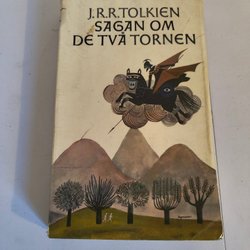 J.R.R.TOLKIEN
SAGAN OM
DE TVÅ TORNEN